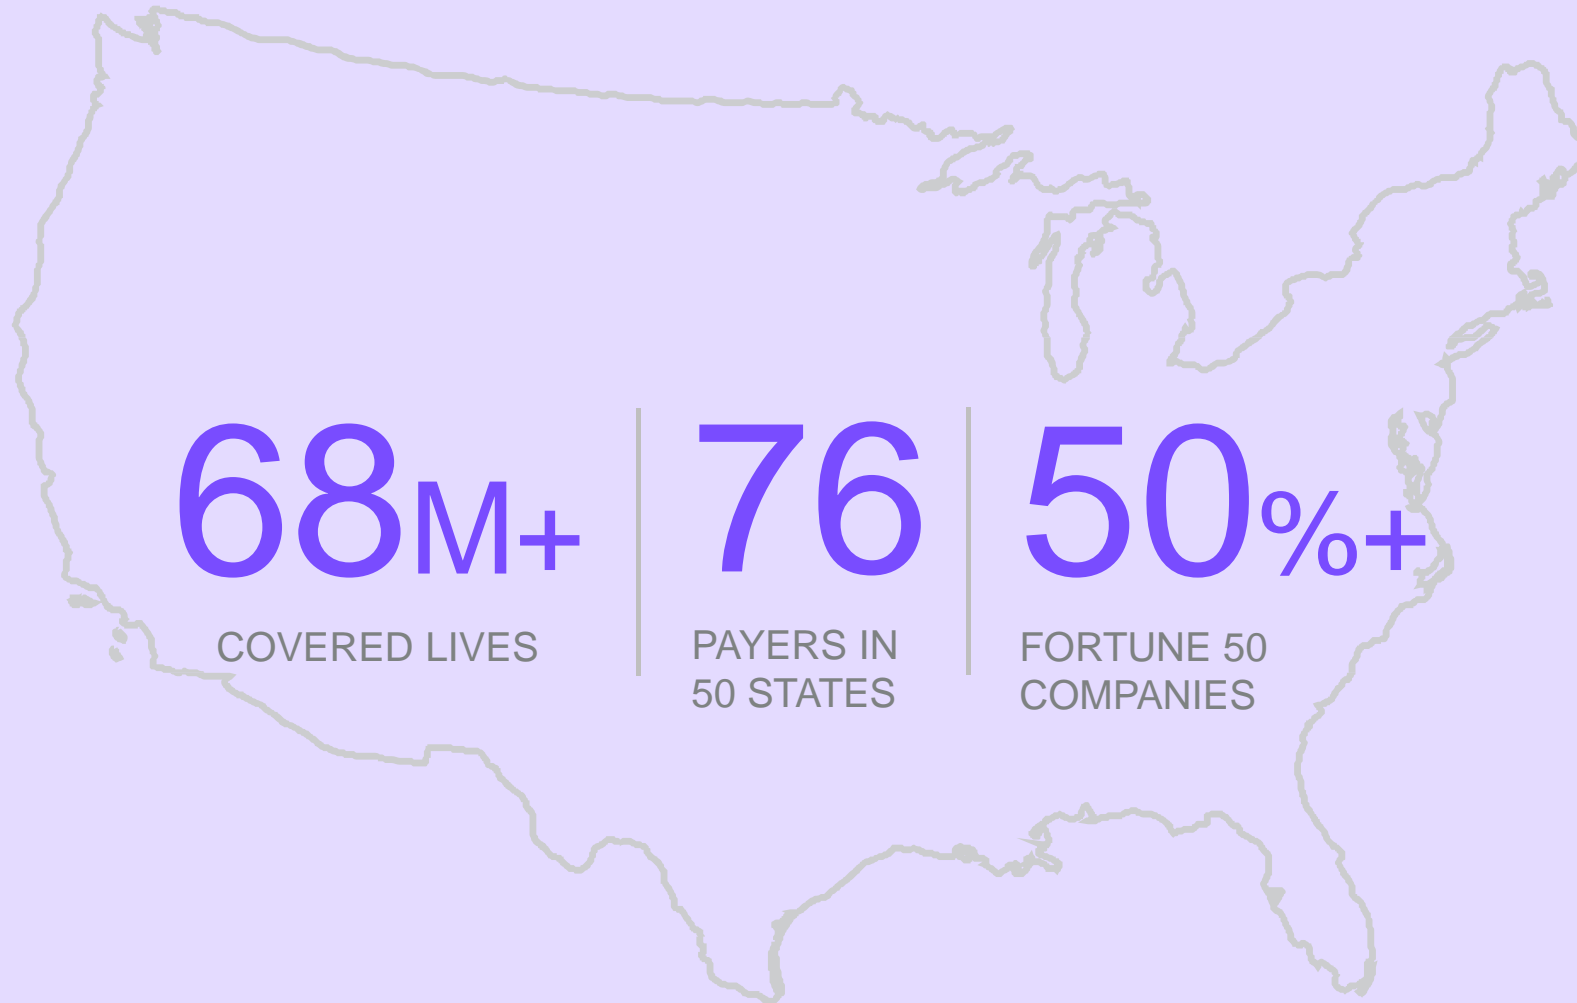 68M+
COVERED LIVES
76
PAYERS IN
50 STATES
50%+
FORTUNE 50
COMPANIES